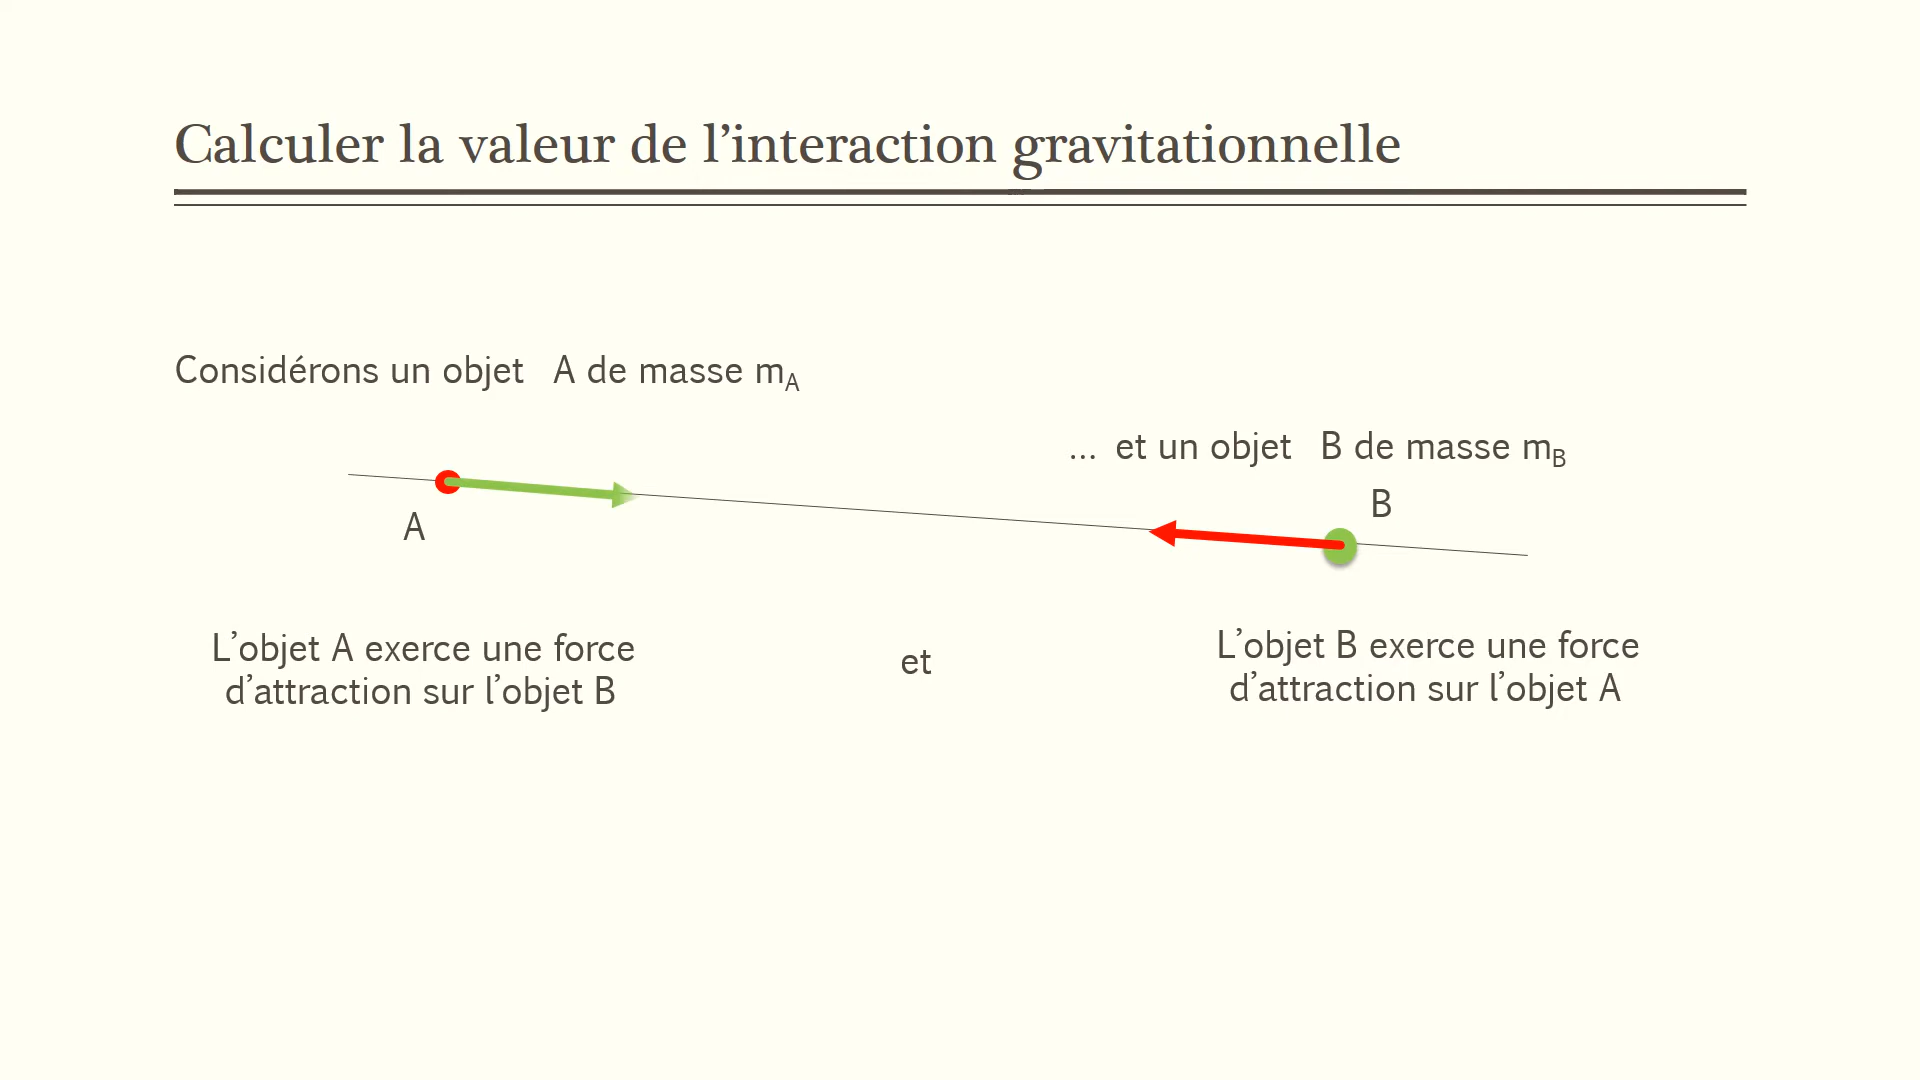 Calculer la valeur de l’interaction gravitationnelle
Considérons un objet A de masse mA
... et un objet B de masse mB
B
A
L’objet A exerce une force
d’attraction sur l’objet B
et
L’objet B exerce une force
d’attraction sur l’objet A